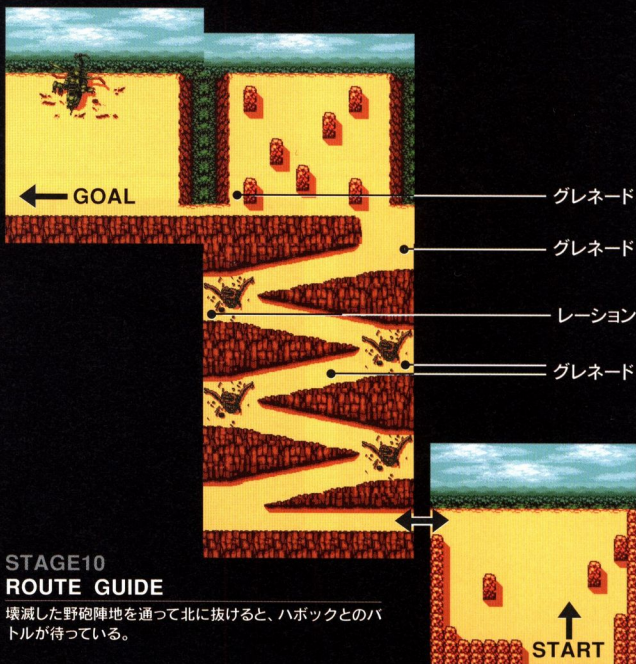 GOAL
グレネード
グレネード
レーション
グレネード
STAGE10
ROUTE GUIDE
壊滅した野砲陣地を通って北に抜けると、ハボックとのバ
トルが待っている。
START